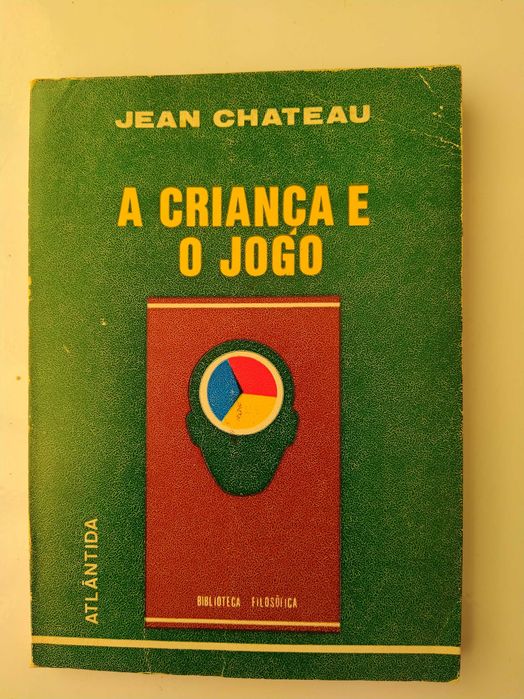 JEAN CHATEAU
A CRIANÇA E
O JOGO
ATLÂNTIDA
BIBLIOTECA FILOSÓFICA